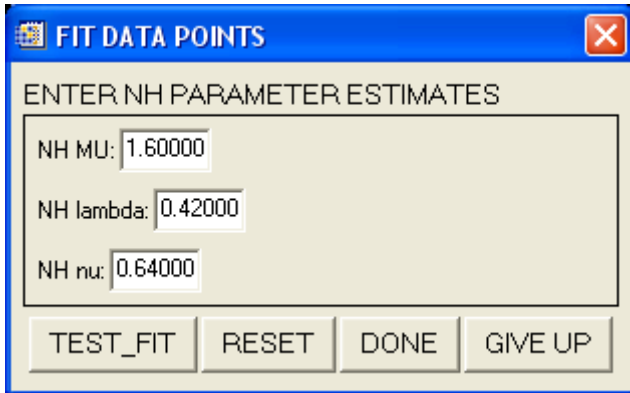 FIT DATA POINTS
ENTER NH PARAMETER ESTIMATES
NH MU: 1.60000
NH lambda: 0.42000
NH nu: 0.64000
TEST_FIT RESET DONE GIVE UP